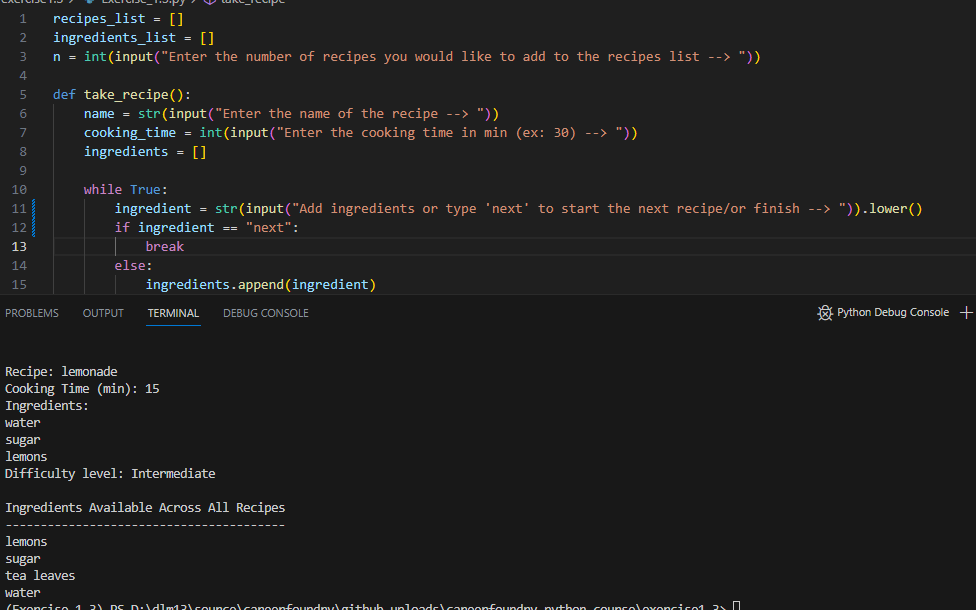 exercise1.3 > Exercise_1.3.py > take_recipe
1 recipes_list = []
2 ingredients_list = []
3 n = int(input("Enter the number of recipes you would like to add to the recipes list --> "))
4
5 def take_recipe():
6 name = str(input("Enter the name of the recipe --> "))
7 cooking_time = int(input("Enter the cooking time in min (ex: 30) --> "))
8 ingredients = []
9
10 while True:
11 ingredient = str(input("Add ingredients or type 'next' to start the next recipe/or finish --> ")).lower()
12 if ingredient == "next":
13 break
14 else:
15 ingredients.append(ingredient)
PROBLEMS OUTPUT TERMINAL DEBUG CONSOLE Python Debug Console
Recipe: lemonade
Cooking Time (min): 15
Ingredients:
water
sugar
lemons
Difficulty level: Intermediate
Ingredients Available Across All Recipes
----------------------------------------
lemons
sugar
tea leaves
water
(Exercise 1.3) PS D:\dlm13\source\careerfoundry\github uploads\careerfoundry python course\exercise1.3>